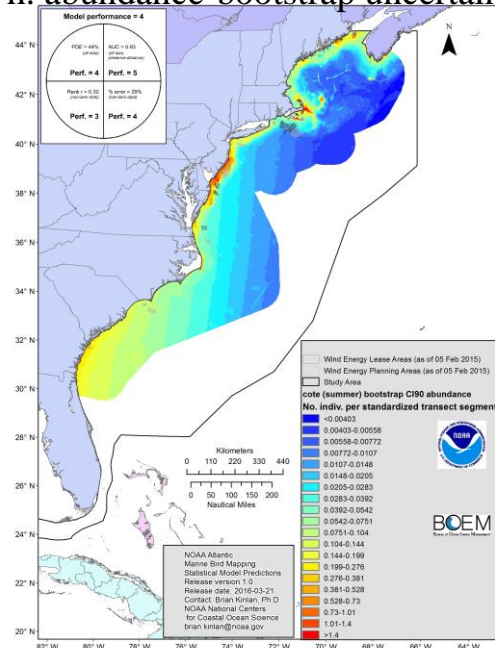 n. abundance-bootstrap uncertain
Model performance = 4
PDE = 44%
AUC = 0.93
Perf. = 4
Perf. = 5
Rank r = 0.30
% error = 29%
(non-zero data)
(non-zero data)
Perf. = 3
Perf. = 4
N
44° N
42° N
40° N
38° N
36° N
34° N
32° N
30° N
28° N
26° N
24° N
22° N
20° N
Wind Energy Lease Areas (as of 05 Feb 2015)
Wind Energy Planning Areas (as of 05 Feb 2015)
Study Area
cote (summer) bootstrap CI90 abundance
No. indiv. per standardized transect segment
<0.00403
0.00403-0.00558
0.00558-0.00772
0.00772-0.0107
0.0107-0.0148
0.0148-0.0205
0.0205-0.0283
0.0283-0.0392
0.0392-0.0542
0.0542-0.0751
0.0751-0.104
0.104-0.144
0.144-0.199
0.199-0.276
0.276-0.381
0.381-0.528
0.528-0.73
0.73-1.01
1.01-1.4
>1.4
NOAA
BOEM
Kilometers
0 110 220 330 440
0 50 100 150 200
Nautical Miles
NOAA Atlantic
Marine Bird Mapping
Statistical Model Predictions
Release version 1.0
Release date: 2016-03-21
Contact: Brian Kinlan, Ph.D.
NOAA National Centers
for Coastal Ocean Science
brian.kinlan@noaa.gov
82° W 80° W 78° W 76° W 74° W 72° W 70° W 68° W 66° W 64° W